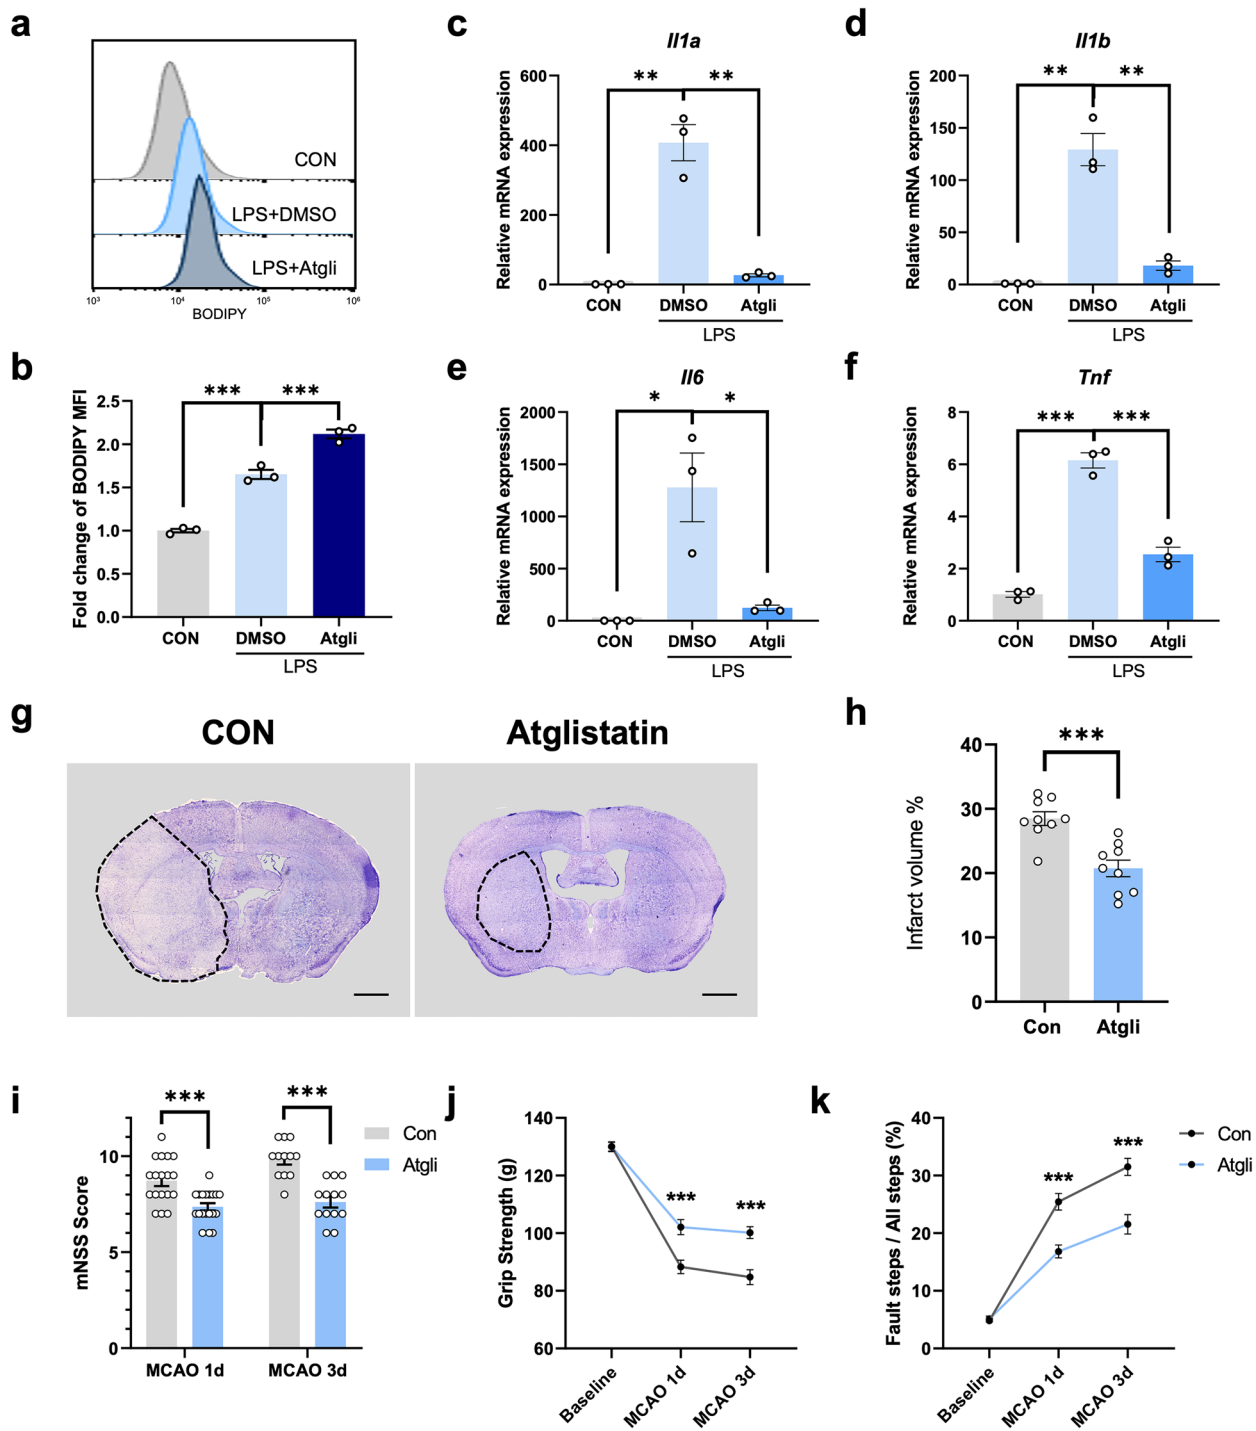 a
CON
LPS+DMSO
LPS+Atgli
10³ 10⁴ 10⁵ 10⁶
BODIPY
b
Fold change of BODIPY MFI
2.5
2.0
1.5
1.0
0.5
0.0
*** ***
CON DMSO Atgli
LPS
c
Il1a
Relative mRNA expression
600
400
200
0
** **
CON DMSO Atgli
LPS
d
Il1b
Relative mRNA expression
200
150
100
50
0
** **
CON DMSO Atgli
LPS
e
Il6
Relative mRNA expression
2000
1500
1000
500
0
* *
CON DMSO Atgli
LPS
f
Tnf
Relative mRNA expression
8
6
4
2
0
*** ***
CON DMSO Atgli
LPS
g
CON Atglistatin
h
Infarct volume %
40
30
20
10
0
***
Con Atgli
i
mNSS Score
10
5
0
*** ***
MCAO 1d MCAO 3d
Con
Atgli
j
Grip Strength (g)
140
120
100
80
60
*** ***
Baseline MCAO 1d MCAO 3d
k
Fault steps / All steps (%)
40
30
20
10
0
*** ***
Baseline MCAO 1d MCAO 3d
Con
Atgli